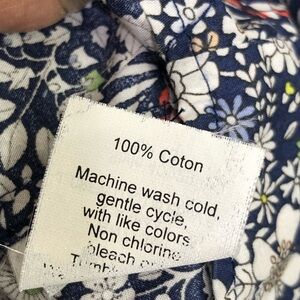 100% Coton
Machine wash cold,
gentle cycle,
with like colors
Non chlorine
bleach